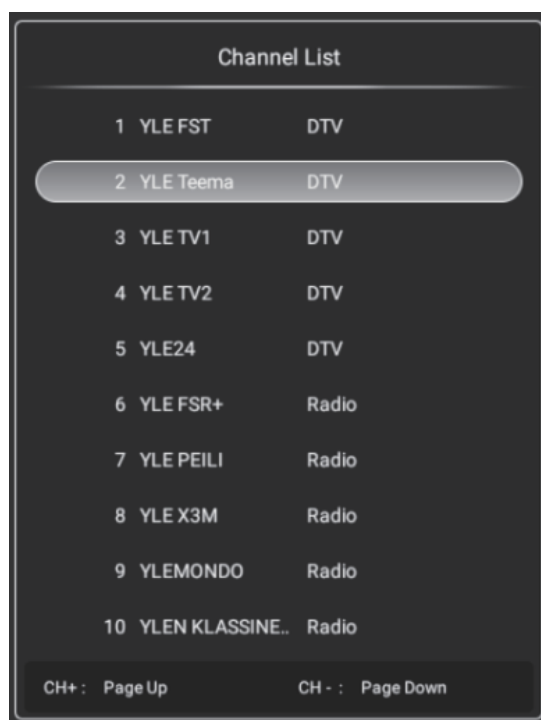 Channel List
1 YLE FST DTV
2 YLE Teema DTV
3 YLE TV1 DTV
4 YLE TV2 DTV
5 YLE24 DTV
6 YLE FSR+ Radio
7 YLE PEILI Radio
8 YLE X3M Radio
9 YLEMONDO Radio
10 YLEN KLASSINE.. Radio
CH+ : Page Up CH - : Page Down